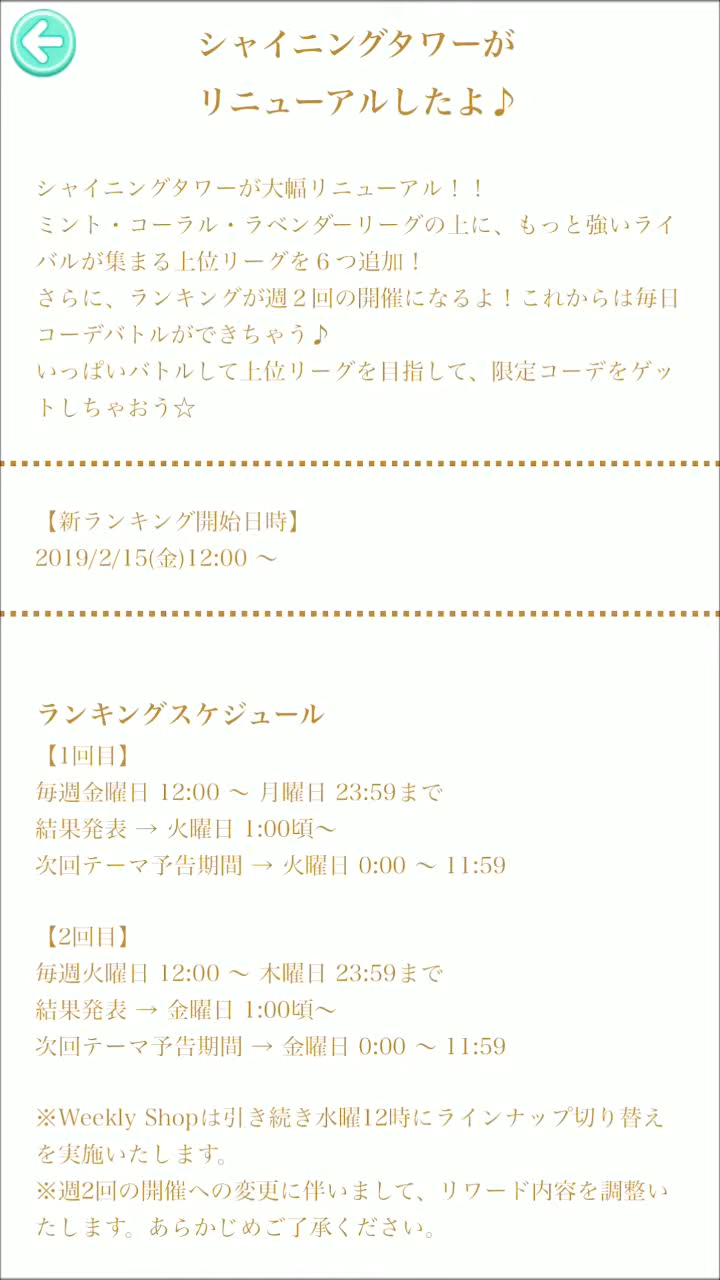 シャイニングタワーが
リニューアルしたよ♪
シャイニングタワーが大幅リニューアル！！
ミント・コーラル・ラベンダーリーグの上に、もっと強いライ
バルが集まる上位リーグを６つ追加！
さらに、ランキングが週２回の開催になるよ！これからは毎日
コーデバトルができちゃう♪
いっぱいバトルして上位リーグを目指して、限定コーデをゲッ
トしちゃおう☆
【新ランキング開始日時】
2019/2/15(金)12:00 〜
ランキングスケジュール
【1回目】
毎週金曜日 12:00 〜 月曜日 23:59まで
結果発表 → 火曜日 1:00頃〜
次回テーマ予告期間 → 火曜日 0:00 〜 11:59
【2回目】
毎週火曜日 12:00 〜 木曜日 23:59まで
結果発表 → 金曜日 1:00頃〜
次回テーマ予告期間 → 金曜日 0:00 〜 11:59
※Weekly Shopは引き続き水曜12時にラインナップ切り替え
を実施いたします。
※週2回の開催への変更に伴いまして、リワード内容を調整い
たします。あらかじめご了承ください。